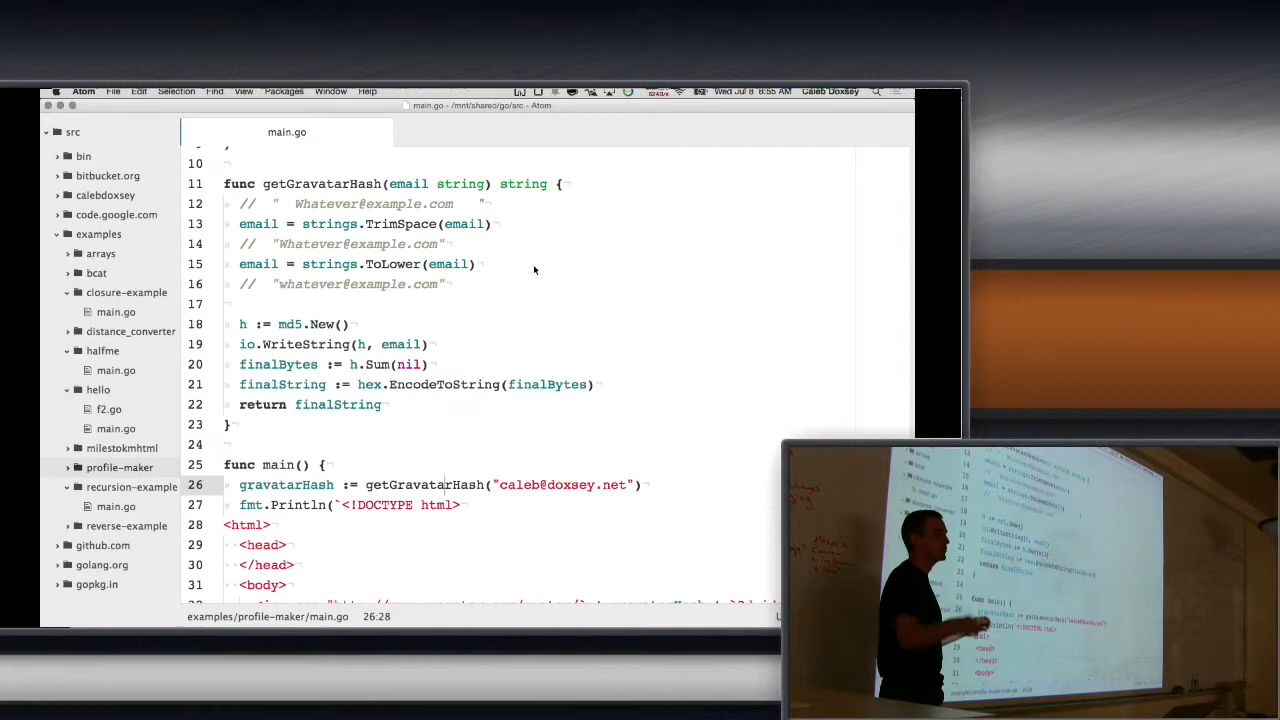 Atom File Edit Selection Find View Packages Window Help Wed Jul 8 8:55 AM Caleb Doxsey
main.go - /mnt/shared/go/src - Atom
src
main.go
bin
bitbucket.org
calebdoxsey
code.google.com
examples
arrays
bcat
closure-example
main.go
distance_converter
halfme
main.go
hello
f2.go
main.go
milestokmhtml
profile-maker
recursion-example
main.go
reverse-example
github.com
golang.org
gopkg.in
10
11 func getGravatarHash(email string) string {
12 // " Whatever@example.com "
13 email = strings.TrimSpace(email)
14 // "Whatever@example.com"
15 email = strings.ToLower(email)
16 // "whatever@example.com"
17
18 h := md5.New()
19 io.WriteString(h, email)
20 finalBytes := h.Sum(nil)
21 finalString := hex.EncodeToString(finalBytes)
22 return finalString
23 }
24
25 func main() {
26 gravatarHash := getGravatarHash("caleb@doxsey.net")
27 fmt.Println(`<!DOCTYPE html>
28 <html>
29 <head>
30 </head>
31 <body>
examples/profile-maker/main.go 26:28